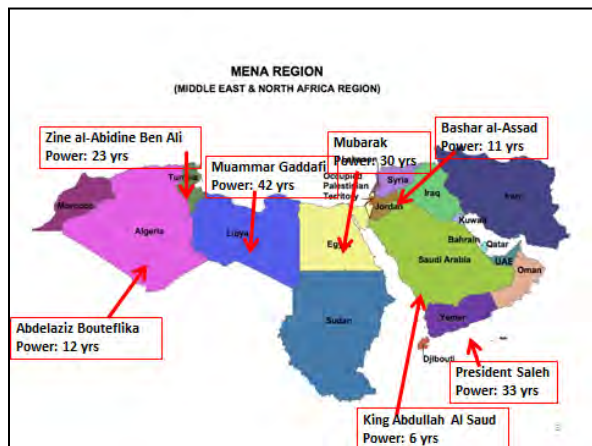 MENA REGION
(MIDDLE EAST & NORTH AFRICA REGION)
Zine al-Abidine Ben Ali
Power: 23 yrs
Muammar Gaddafi
Power: 42 yrs
Mubarak
Power: 30 yrs
Bashar al-Assad
Power: 11 yrs
Occupied
Palestinian
Territory
Syria
Jordan
Iraq
Iran
Morocco
Algeria
Kuwait
Bahrain
Qatar
UAE
Saudi Arabia
Oman
Sudan
Yemen
Djibouti
Abdelaziz Bouteflika
Power: 12 yrs
President Saleh
Power: 33 yrs
King Abdullah Al Saud
Power: 6 yrs